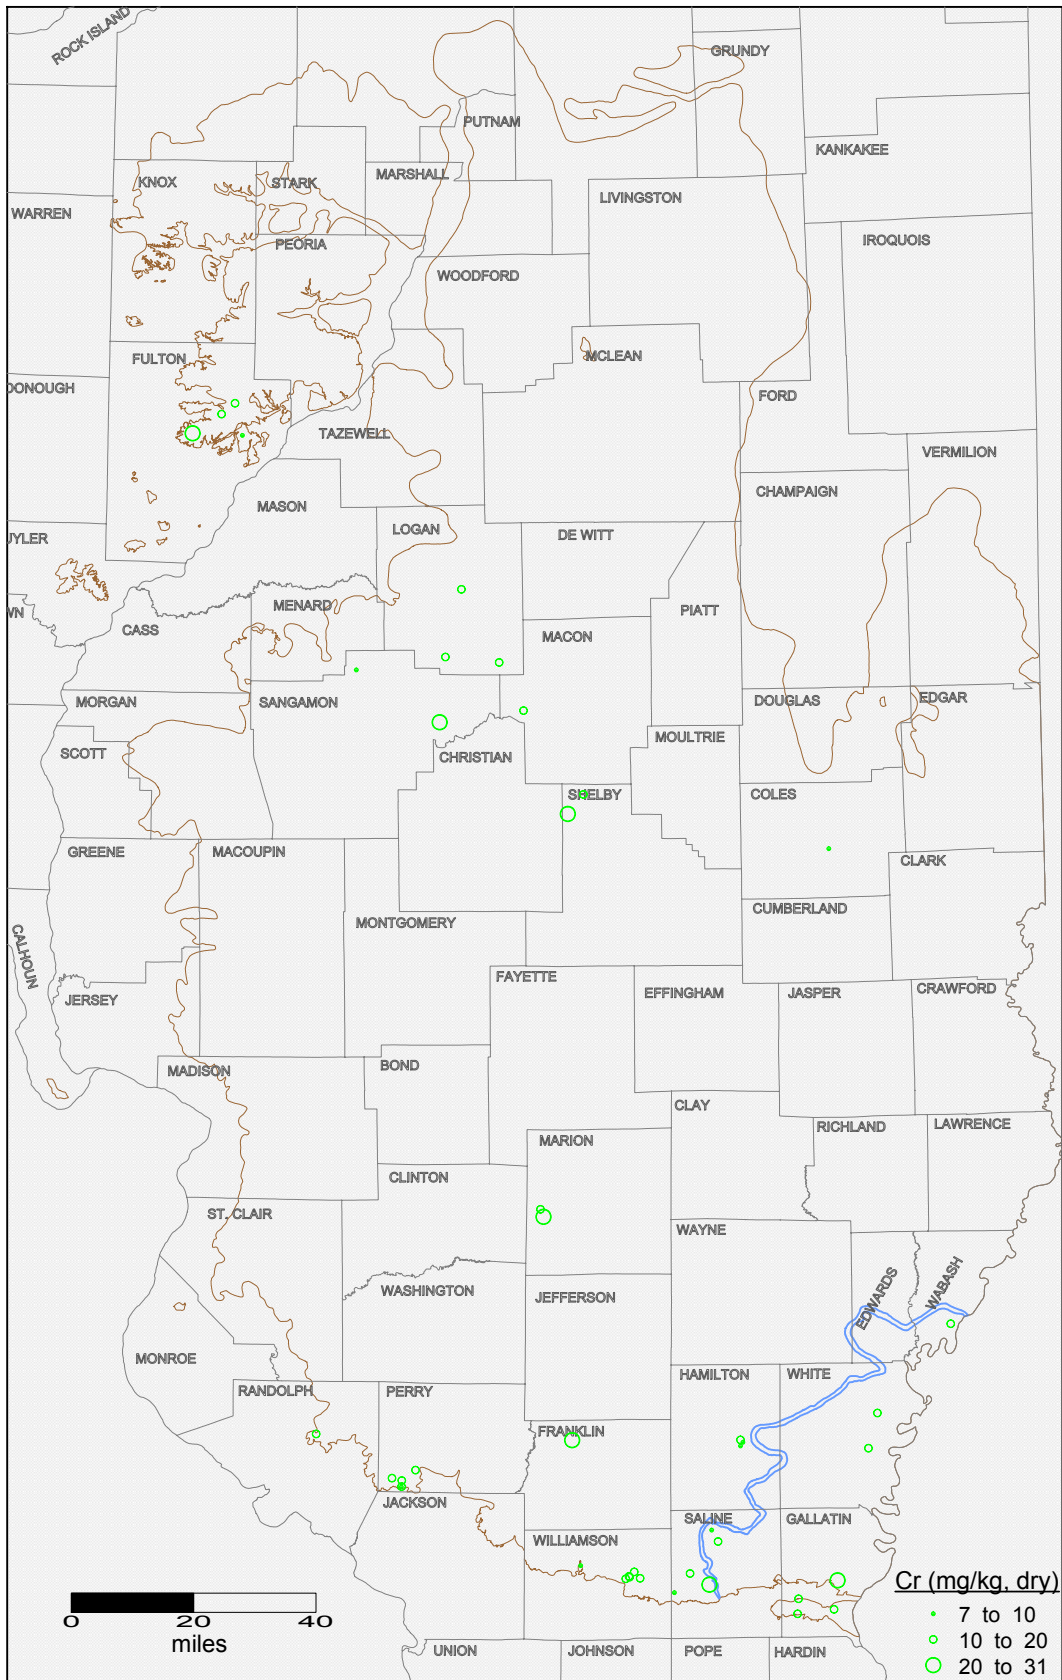 ROCK ISLAND
GRUNDY
PUTNAM
KANKAKEE
MARSHALL
KNOX
STARK
LIVINGSTON
WARREN
IROQUOIS
PEORIA
WOODFORD
FULTON
MCLEAN
DONOUGH
FORD
TAZEWELL
VERMILION
CHAMPAIGN
MASON
LOGAN
DE WITT
UYLER
MENARD
PIATT
WN
CASS
MACON
MORGAN
SANGAMON
DOUGLAS
EDGAR
SCOTT
MOULTRIE
CHRISTIAN
SHELBY
COLES
GREENE
MACOUPIN
CLARK
CUMBERLAND
MONTGOMERY
CALHOUN
FAYETTE
EFFINGHAM
JASPER
CRAWFORD
JERSEY
MADISON
BOND
CLAY
RICHLAND
LAWRENCE
MARION
CLINTON
ST. CLAIR
WAYNE
WABASH
EDWARDS
WASHINGTON
JEFFERSON
MONROE
HAMILTON
WHITE
RANDOLPH
PERRY
FRANKLIN
JACKSON
SALINE
GALLATIN
WILLIAMSON
Cr (mg/kg, dry)
7 to 10
10 to 20
20 to 31
0 20 40
miles
UNION
JOHNSON
POPE
HARDIN